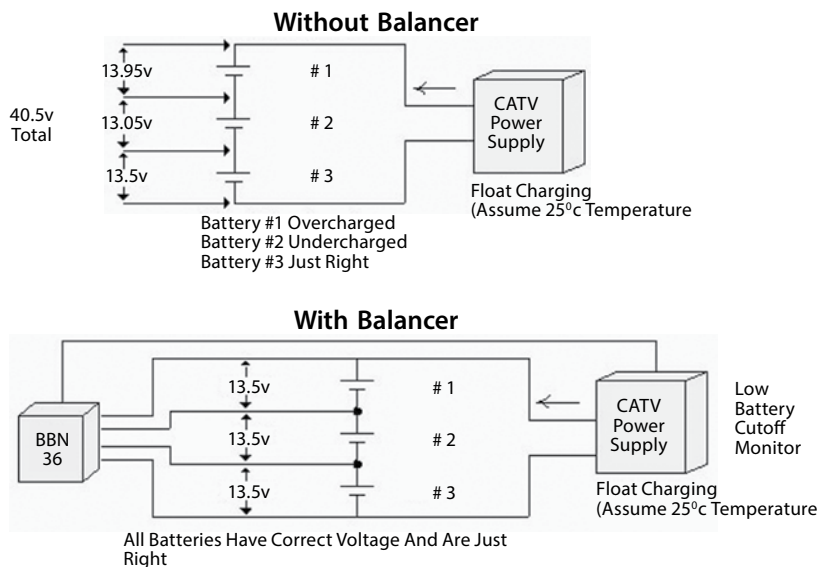 Without Balancer
13.95v
# 1
40.5v
Total
13.05v
# 2
13.5v
# 3
CATV
Power
Supply
Float Charging
(Assume 25⁰c Temperature
Battery #1 Overcharged
Battery #2 Undercharged
Battery #3 Just Right
With Balancer
BBN
36
13.5v
# 1
13.5v
# 2
13.5v
# 3
CATV
Power
Supply
Low
Battery
Cutoff
Monitor
Float Charging
(Assume 25⁰c Temperature
All Batteries Have Correct Voltage And Are Just
Right